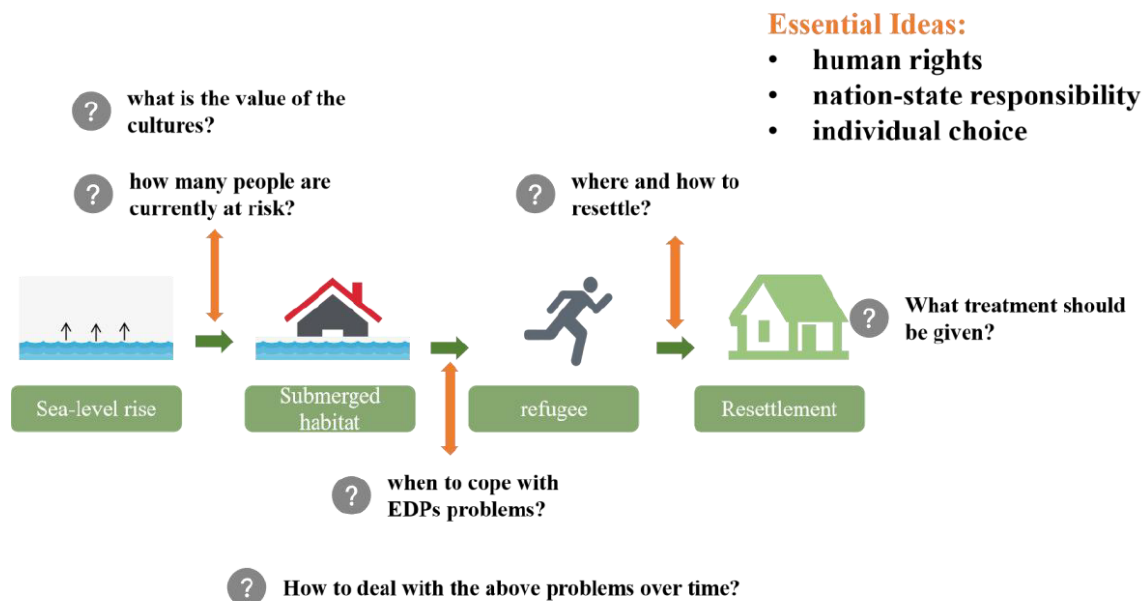 Essential Ideas:
• human rights
• nation-state responsibility
• individual choice
? what is the value of the
cultures?
? how many people are
currently at risk?
? where and how to
resettle?
? What treatment should
be given?
Sea-level rise
Submerged
habitat
refugee
Resettlement
? when to cope with
EDPs problems?
? How to deal with the above problems over time?